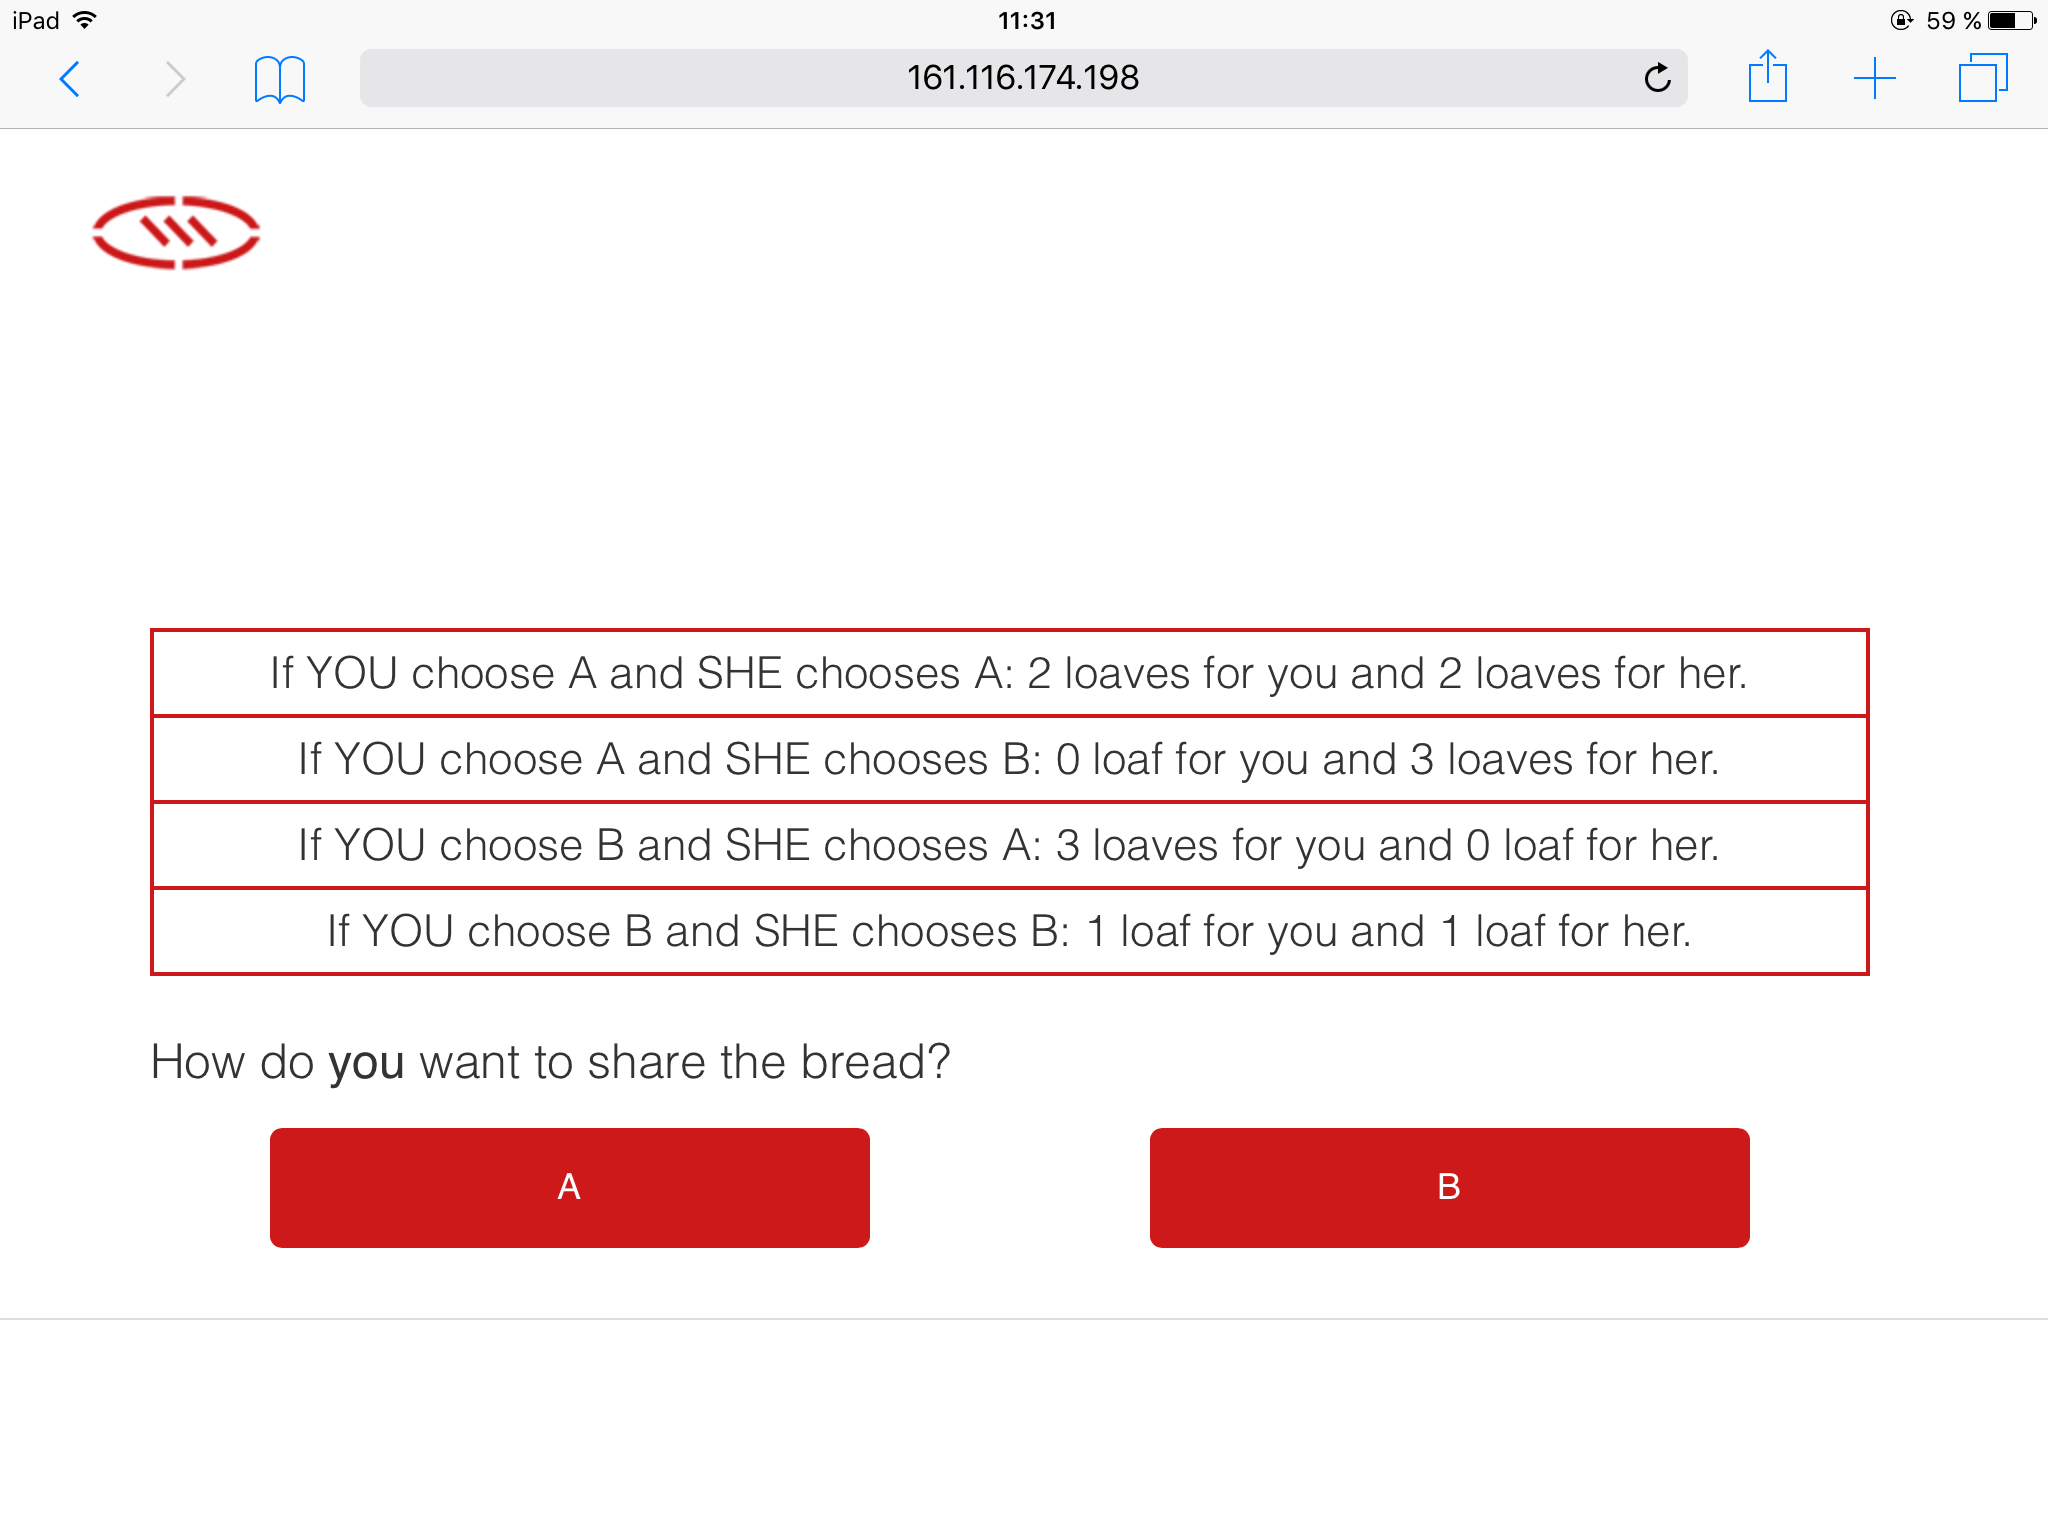 iPad 11:31 59 %
161.116.174.198
If YOU choose A and SHE chooses A: 2 loaves for you and 2 loaves for her.
If YOU choose A and SHE chooses B: 0 loaf for you and 3 loaves for her.
If YOU choose B and SHE chooses A: 3 loaves for you and 0 loaf for her.
If YOU choose B and SHE chooses B: 1 loaf for you and 1 loaf for her.
How do you want to share the bread?
A B